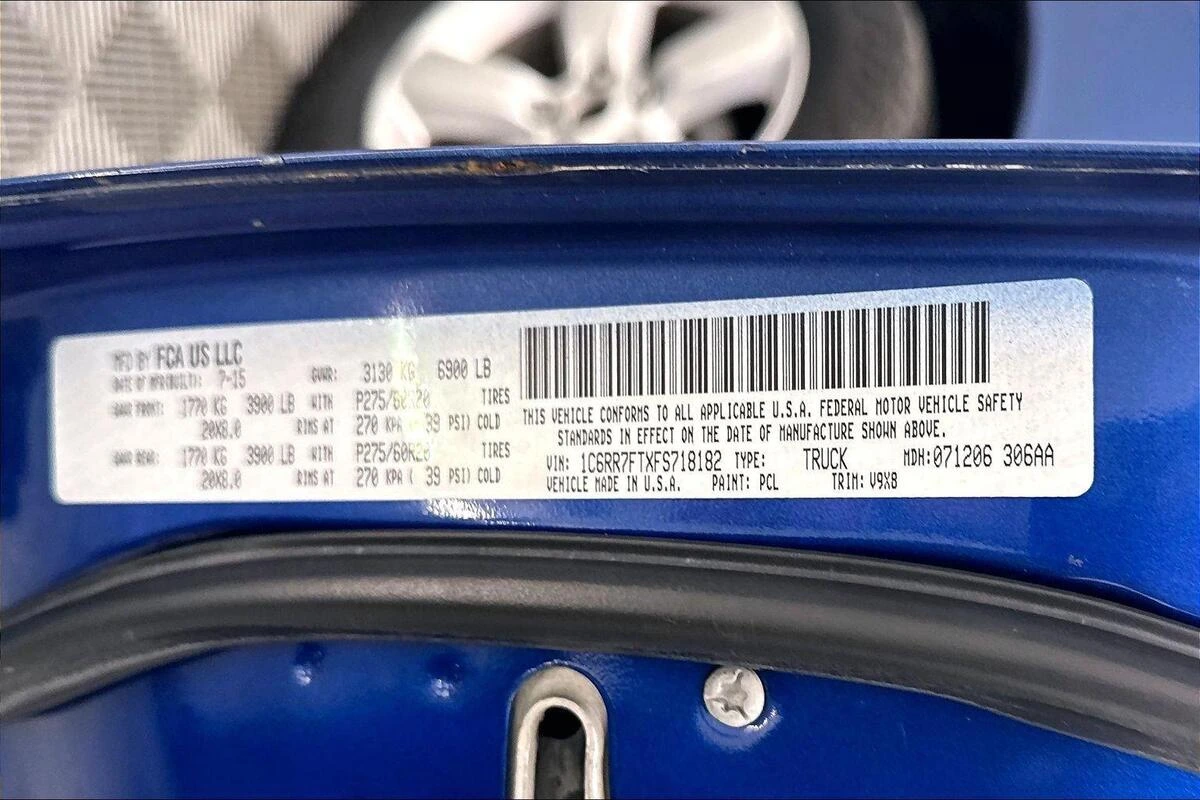 MFD BY FCA US LLC
DATE OF MFR(BUILT): 7-15 GVWR: 3130 KG 6900 LB
GAWR FRONT: 1770 KG 3900 LB WITH P275/60R20 TIRES
20X8.0 RIMS AT 270 KPA ( 39 PSI) COLD
GAWR REAR: 1770 KG 3900 LB WITH P275/60R20 TIRES
20X8.0 RIMS AT 270 KPA ( 39 PSI) COLD
THIS VEHICLE CONFORMS TO ALL APPLICABLE U.S.A. FEDERAL MOTOR VEHICLE SAFETY
STANDARDS IN EFFECT ON THE DATE OF MANUFACTURE SHOWN ABOVE.
VIN: 1C6RR7FTXFS718182 TYPE: TRUCK MDH:071206 306AA
VEHICLE MADE IN U.S.A. PAINT: PCL TRIM: V9X8